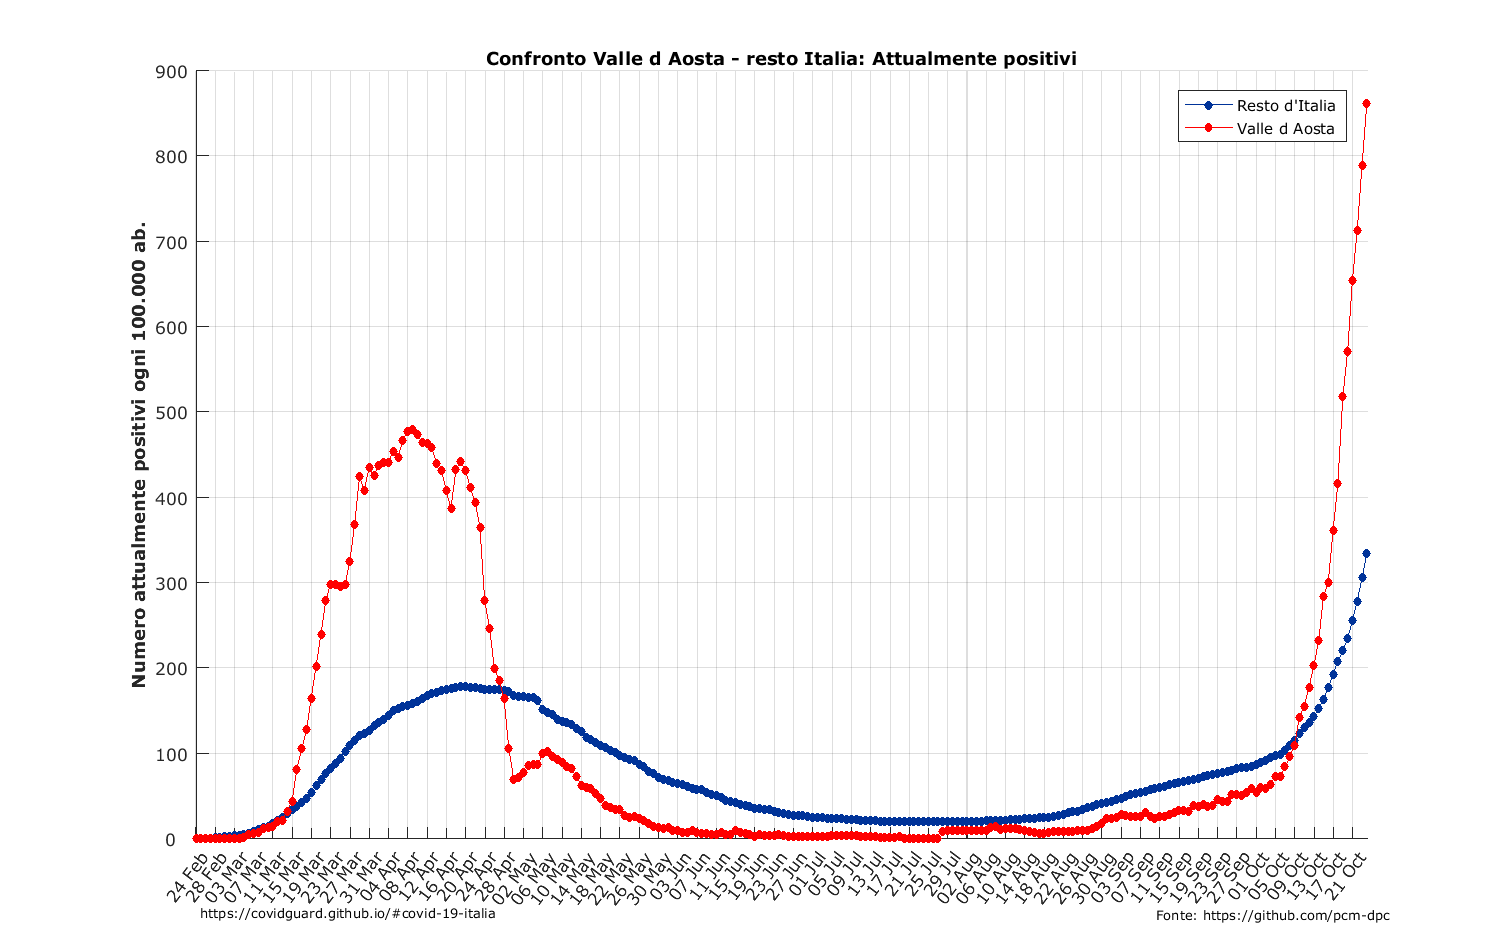 Confronto Valle d Aosta - resto Italia: Attualmente positivi
Numero attualmente positivi ogni 100.000 ab.
900
800
700
600
500
400
300
200
100
0
Resto d'Italia
Valle d Aosta
24 Feb
28 Feb
03 Mar
07 Mar
11 Mar
15 Mar
19 Mar
23 Mar
27 Mar
31 Mar
04 Apr
08 Apr
12 Apr
16 Apr
20 Apr
24 Apr
28 Apr
02 May
06 May
10 May
14 May
18 May
22 May
26 May
30 May
03 Jun
07 Jun
11 Jun
15 Jun
19 Jun
23 Jun
27 Jun
01 Jul
05 Jul
09 Jul
13 Jul
17 Jul
21 Jul
25 Jul
29 Jul
02 Aug
06 Aug
10 Aug
14 Aug
18 Aug
22 Aug
26 Aug
30 Aug
03 Sep
07 Sep
11 Sep
15 Sep
19 Sep
23 Sep
27 Sep
01 Oct
05 Oct
09 Oct
13 Oct
17 Oct
21 Oct
https://covidguard.github.io/#covid-19-italia
Fonte: https://github.com/pcm-dpc